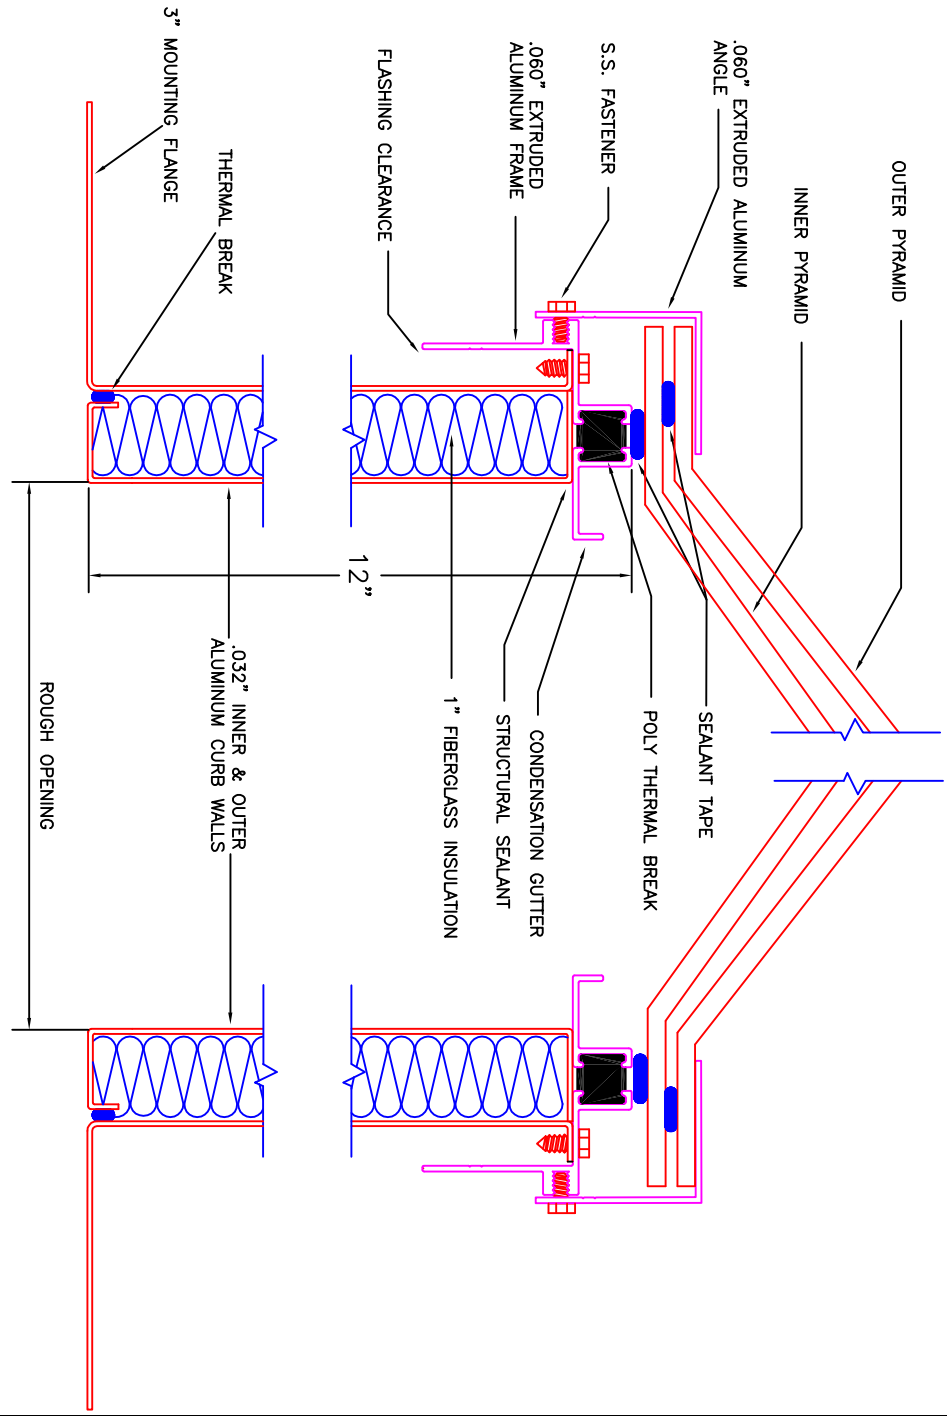 OUTER PYRAMID
INNER PYRAMID
.060" EXTRUDED ALUMINUM
ANGLE
S.S. FASTENER
.060" EXTRUDED
ALUMINUM FRAME
FLASHING CLEARANCE
THERMAL BREAK
3" MOUNTING FLANGE
SEALANT TAPE
POLY THERMAL BREAK
CONDENSATION GUTTER
STRUCTURAL SEALANT
1" FIBERGLASS INSULATION
12"
.032" INNER & OUTER
ALUMINUM CURB WALLS
ROUGH OPENING